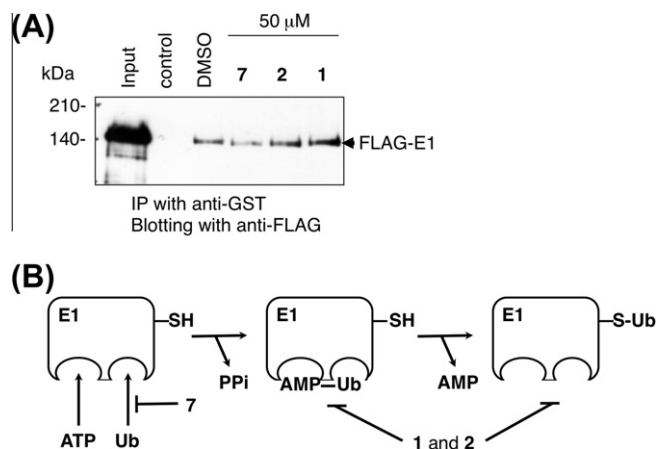 (A)
50 µM
kDa Input control DMSO 7 2 1
210-
140-
FLAG-E1
IP with anti-GST
Blotting with anti-FLAG
(B)
E1 SH E1 SH E1 S-Ub
PPi AMP–Ub AMP
7
ATP Ub 1 and 2